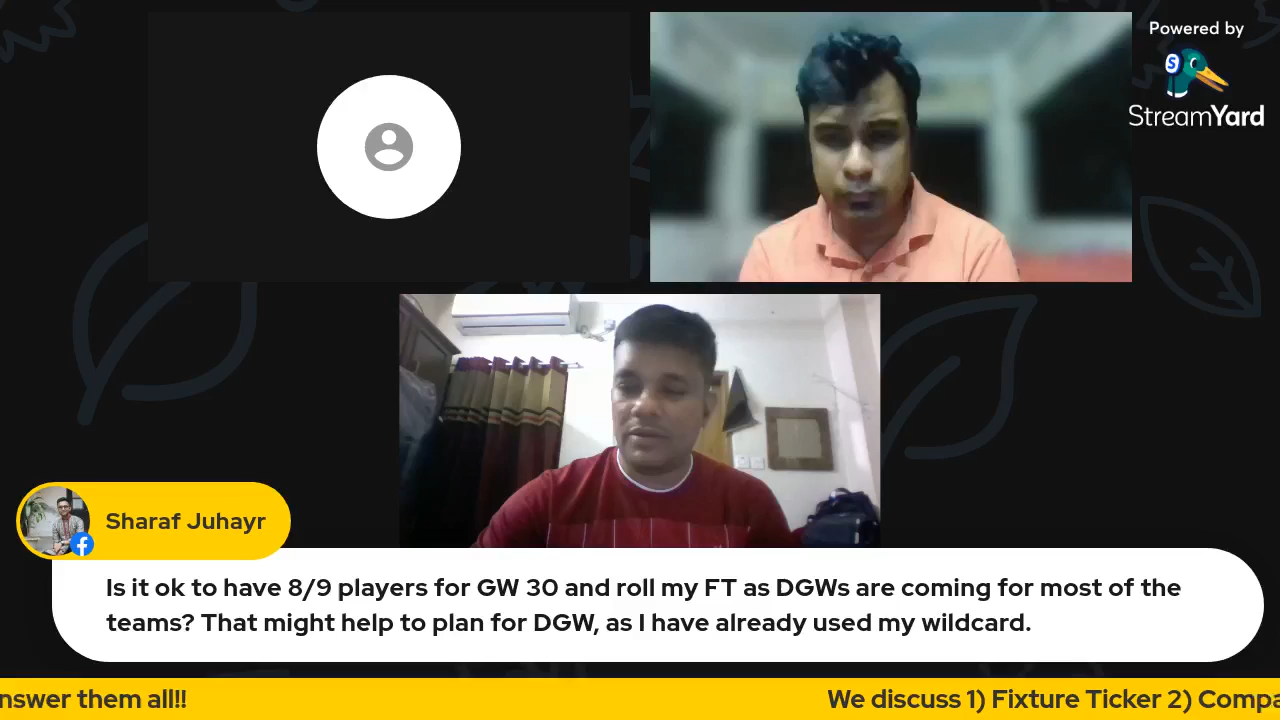 Powered by
StreamYard
Sharaf Juhayr
Is it ok to have 8/9 players for GW 30 and roll my FT as DGWs are coming for most of the
teams? That might help to plan for DGW, as I have already used my wildcard.
nswer them all!! We discuss 1) Fixture Ticker 2) Compa